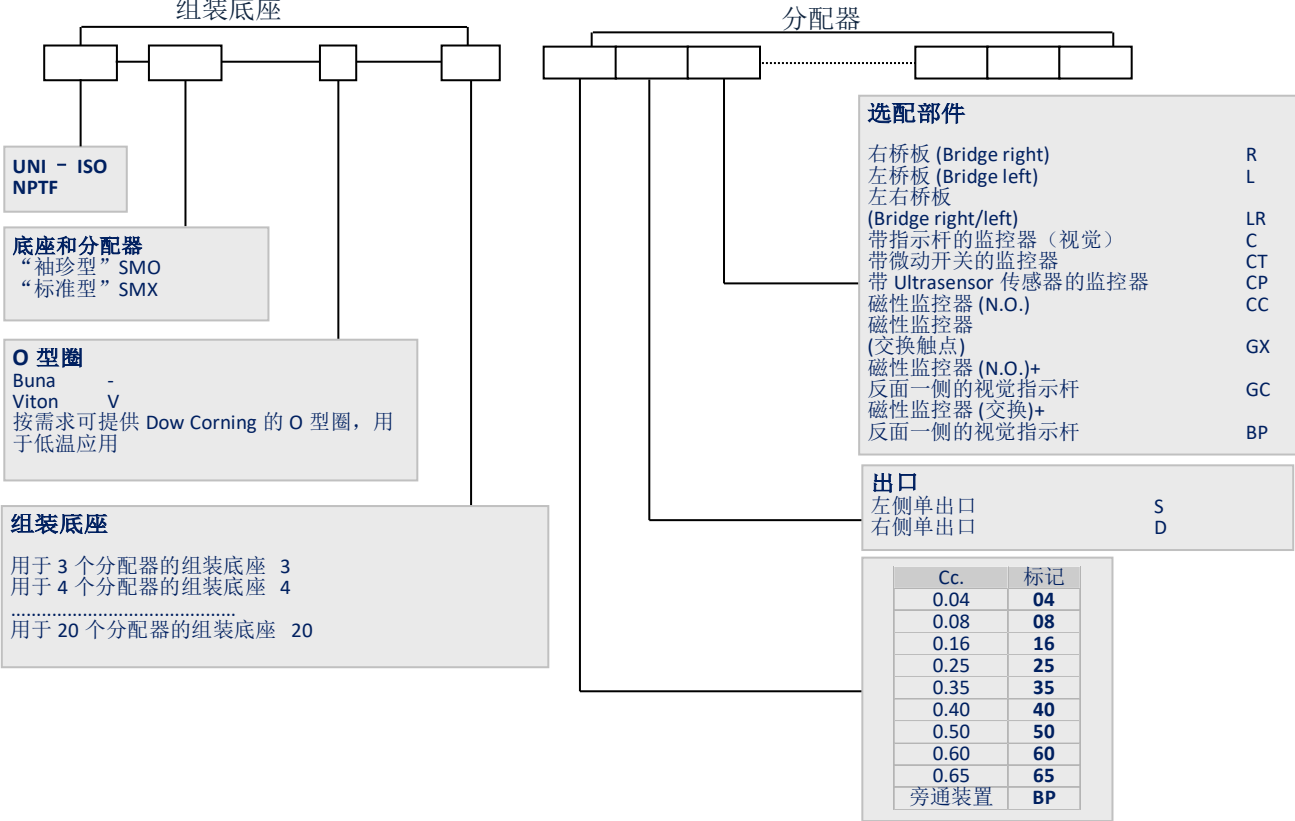 组装底座
分配器
UNI - ISO
NPTF
底座和分配器
“袖珍型” SMO
“标准型” SMX
O 型圈
Buna -
Viton V
按需求可提供 Dow Corning 的 O 型圈，用
于低温应用
组装底座
用于 3 个分配器的组装底座 3
用于 4 个分配器的组装底座 4
............................................
用于 20 个分配器的组装底座 20
选配部件
右桥板 (Bridge right) R
左桥板 (Bridge left) L
左右桥板
(Bridge right/left) LR
带指示杆的监控器（视觉） C
带微动开关的监控器 CT
带 Ultrasensor 传感器的监控器 CP
磁性监控器 (N.O.) CC
磁性监控器
(交换触点) GX
磁性监控器 (N.O.)+
反面一侧的视觉指示杆 GC
磁性监控器 (交换)+
反面一侧的视觉指示杆 BP
出口
左侧单出口 S
右侧单出口 D
Cc. 标记
0.04 04
0.08 08
0.16 16
0.25 25
0.35 35
0.40 40
0.50 50
0.60 60
0.65 65
旁通装置 BP